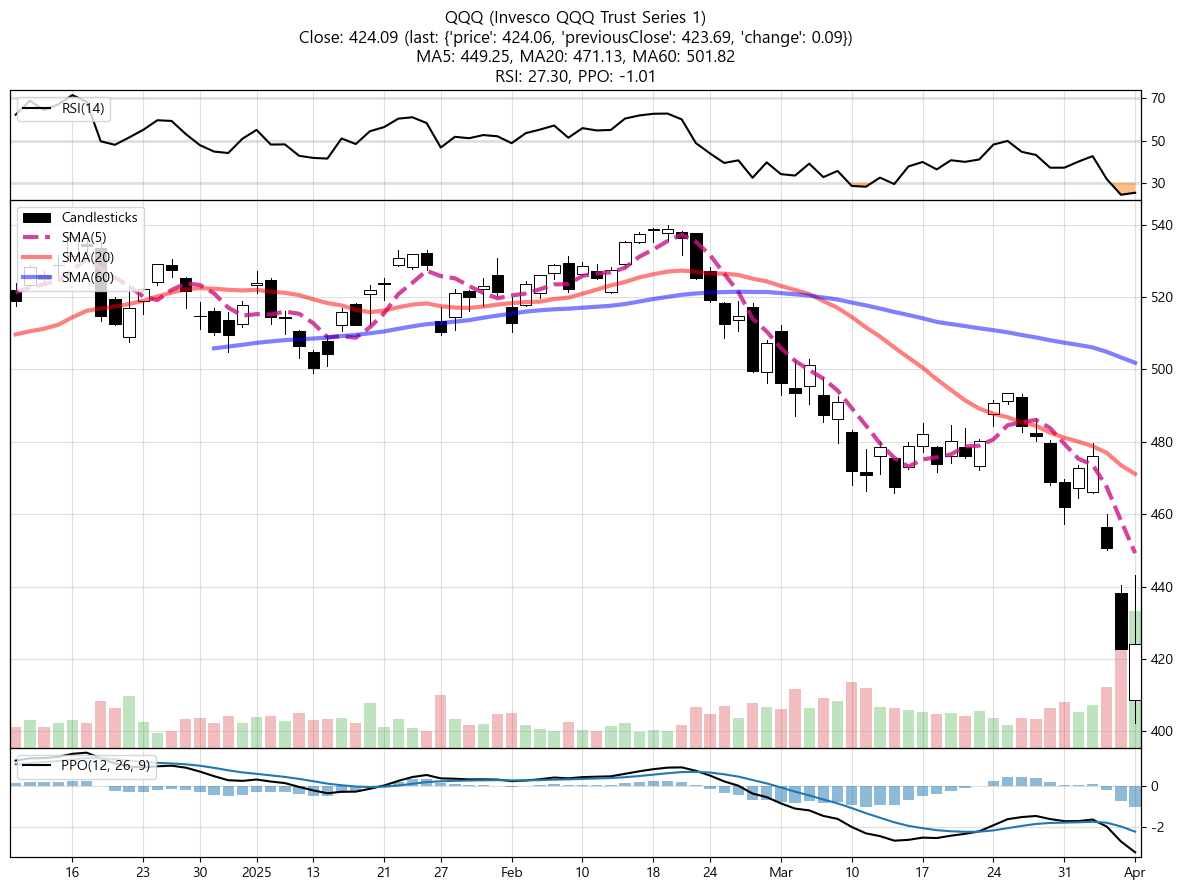 QQQ (Invesco QQQ Trust Series 1)
Close: 424.09 (last: {'price': 424.06, 'previousClose': 423.69, 'change': 0.09})
MA5: 449.25, MA20: 471.13, MA60: 501.82
RSI: 27.30, PPO: -1.01
RSI(14)
70
50
30
Candlesticks
SMA(5)
SMA(20)
SMA(60)
540
520
500
480
460
440
420
400
PPO(12, 26, 9)
0
-2
16 23 30 2025 13 21 27 Feb 10 18 24 Mar 10 17 24 31 Apr